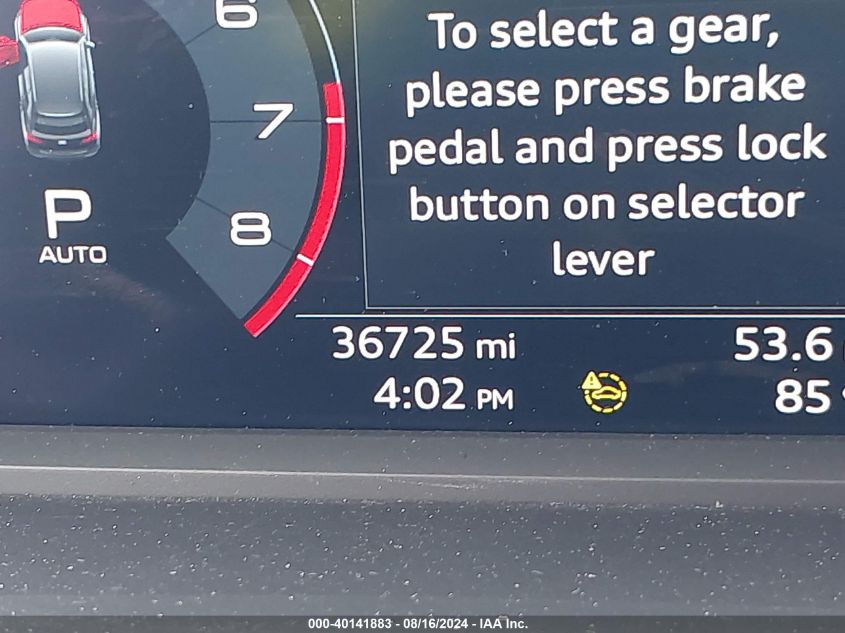 6
To select a gear,
please press brake
7
pedal and press lock
P
button on selector
8
AUTO
lever
36725 mi
53.6
4:02 PM
85
000-40141883 - 08/16/2024 - IAA Inc.